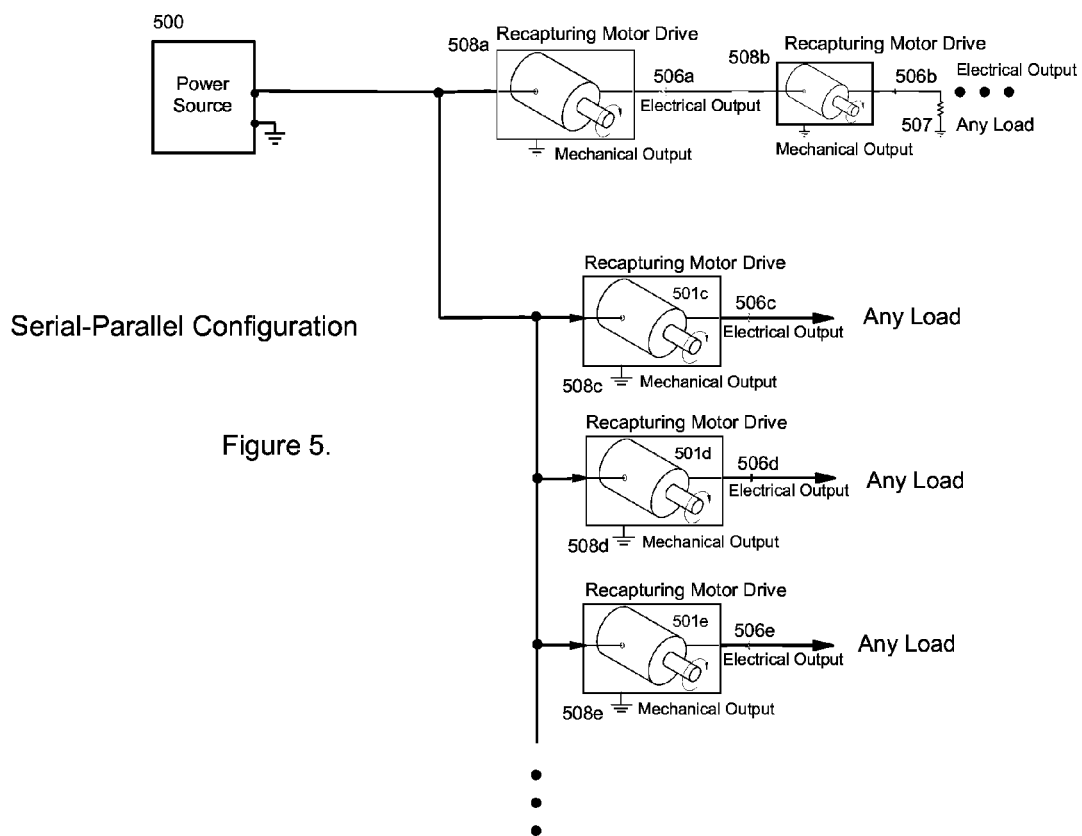 500
Power
Source
Recapturing Motor Drive
508a
506a
Electrical Output
Mechanical Output
Recapturing Motor Drive
508b
506b
Electrical Output
507
Any Load
Mechanical Output
Recapturing Motor Drive
501c
506c
Electrical Output
Any Load
508c
Mechanical Output
Serial-Parallel Configuration
Figure 5.
Recapturing Motor Drive
501d
506d
Electrical Output
Any Load
508d
Mechanical Output
Recapturing Motor Drive
501e
506e
Electrical Output
Any Load
508e
Mechanical Output